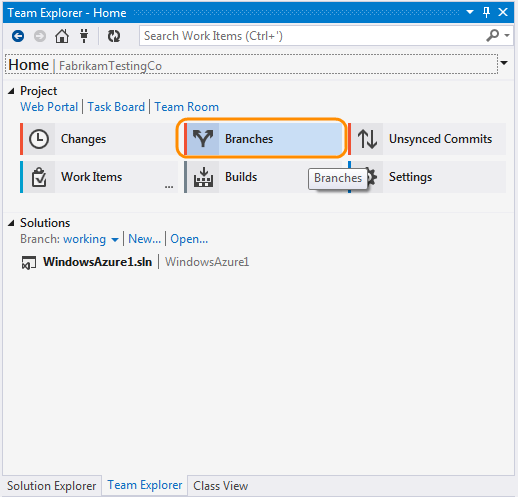 Team Explorer - Home
Search Work Items (Ctrl+')
Home | FabrikamTestingCo
Project
Web Portal | Task Board | Team Room
Changes
Branches
Unsynced Commits
Work Items
...
Builds
Branches
Settings
Solutions
Branch: working | New... | Open...
WindowsAzure1.sln | WindowsAzure1
Solution Explorer Team Explorer Class View